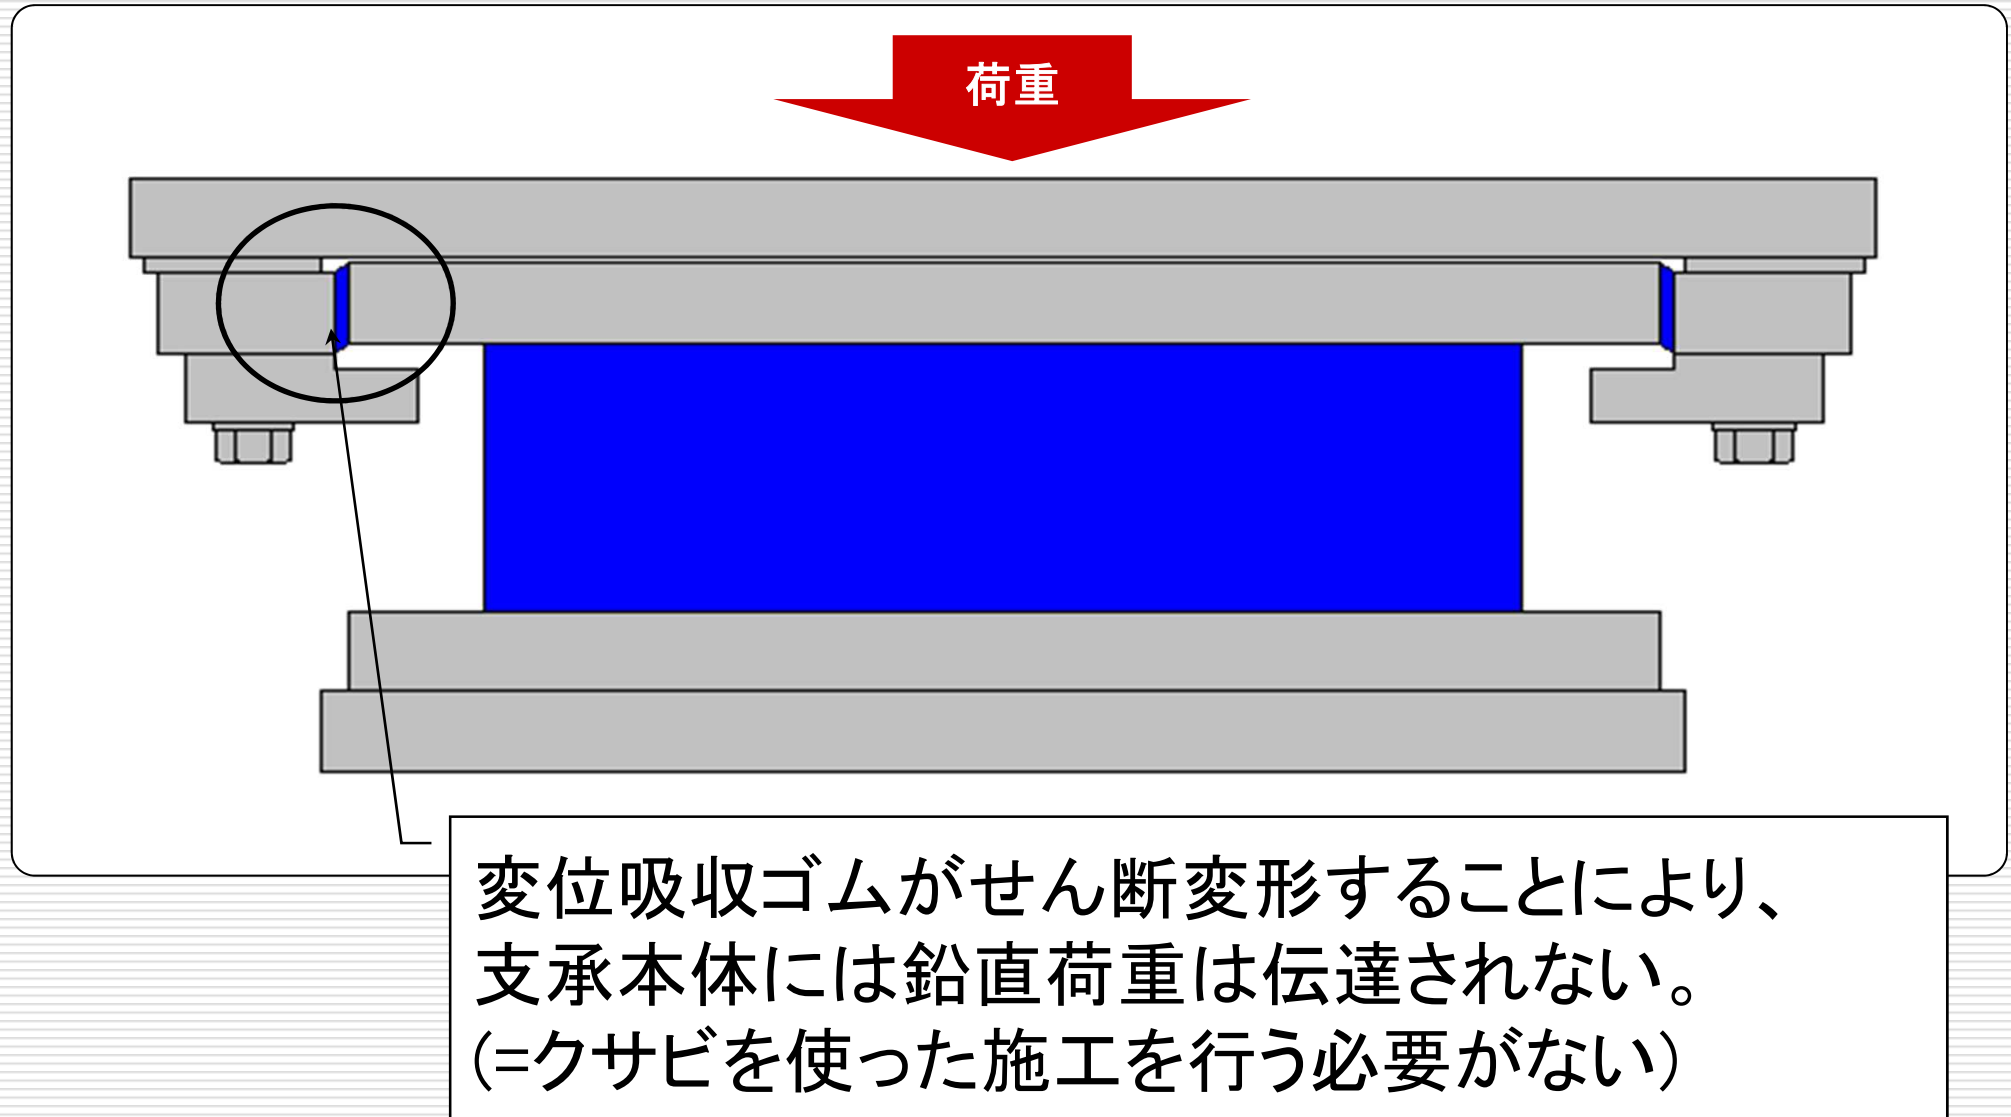 荷重
変位吸収ゴムがせん断変形することにより、
支承本体には鉛直荷重は伝達されない。
(=クサビを使った施工を行う必要がない)